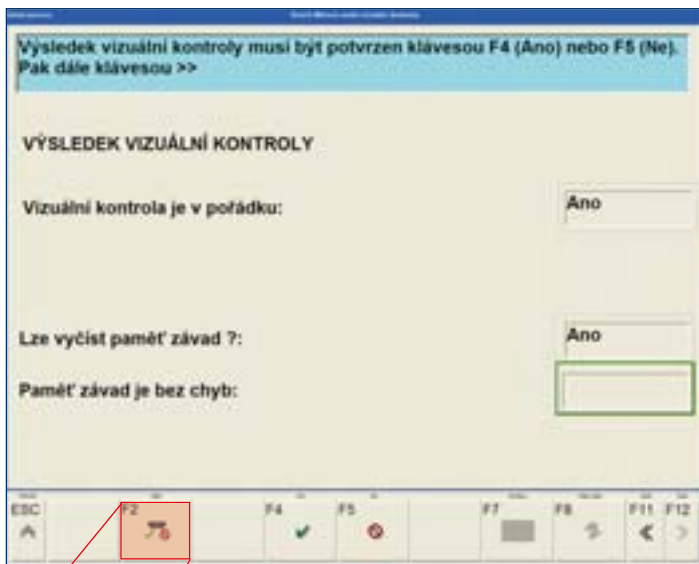 Výsledek vizuální kontroly musí být potvrzen klávesou F4 (Ano) nebo F5 (Ne).
Pak dále klávesou >>
VÝSLEDEK VIZUÁLNÍ KONTROLY
Vizuální kontrola je v pořádku:
Ano
Lze vyčíst paměť závad ?:
Ano
Paměť závad je bez chyb:
ESC F2 F4 F5 F7 F8 F11 F12